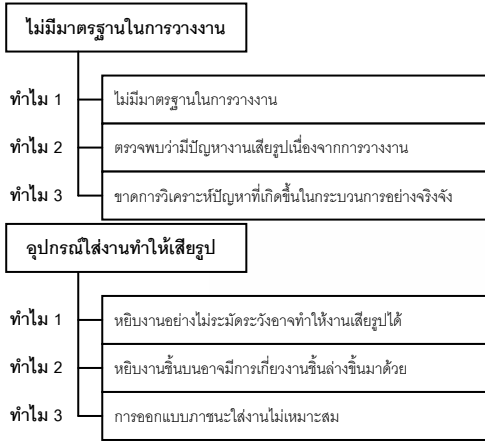 ไม่มีมาตรฐานในการวางงาน
ทำไม 1 ไม่มีมาตรฐานในการวางงาน
ทำไม 2 ตรวจพบว่ามีปัญหางานเสียรูปเนื่องจากการวางงาน
ทำไม 3 ขาดการวิเคราะห์ปัญหาที่เกิดขึ้นในกระบวนการอย่างจริงจัง
อุปกรณ์ใส่งานทำให้เสียรูป
ทำไม 1 หยิบงานอย่างไม่ระมัดระวังอาจทำให้งานเสียรูปได้
ทำไม 2 หยิบงานชิ้นบนอาจมีการเกี่ยวงานชิ้นล่างขึ้นมาด้วย
ทำไม 3 การออกแบบภาชนะใส่งานไม่เหมาะสม